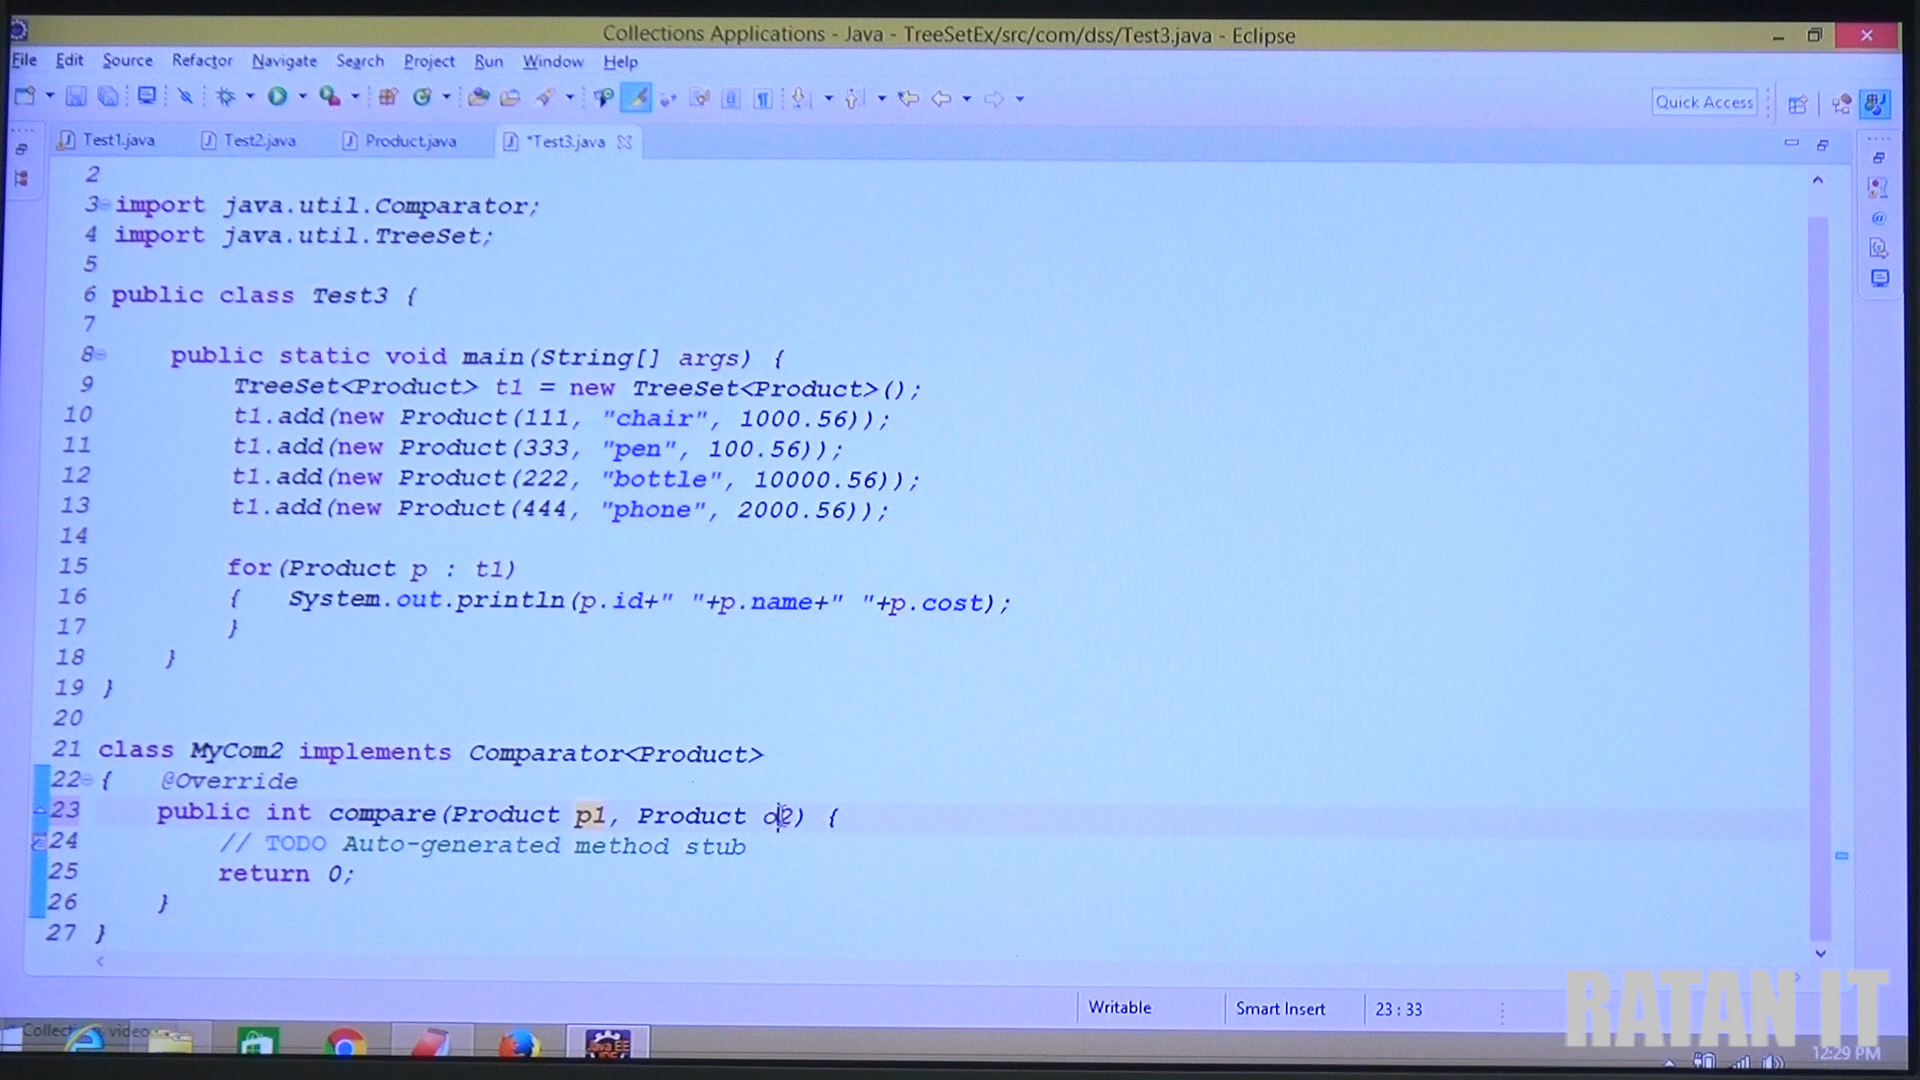 Collections Applications - Java - TreeSetEx/src/com/dss/Test3.java - Eclipse
File Edit Source Refactor Navigate Search Project Run Window Help
Quick Access
Test1.java Test2.java Product.java *Test3.java
2
3 import java.util.Comparator;
4 import java.util.TreeSet;
5
6 public class Test3 {
7
8 public static void main(String[] args) {
9 TreeSet<Product> t1 = new TreeSet<Product>();
10 t1.add(new Product(111, "chair", 1000.56));
11 t1.add(new Product(333, "pen", 100.56));
12 t1.add(new Product(222, "bottle", 10000.56));
13 t1.add(new Product(444, "phone", 2000.56));
14
15 for(Product p : t1)
16 { System.out.println(p.id+" "+p.name+" "+p.cost);
17 }
18 }
19 }
20
21 class MyCom2 implements Comparator<Product>
22 { @Override
23 public int compare(Product p1, Product o2) {
24 // TODO Auto-generated method stub
25 return 0;
26 }
27 }
Writable Smart Insert 23 : 33
RATAN IT
video
Java EE
IDE
12:29 PM